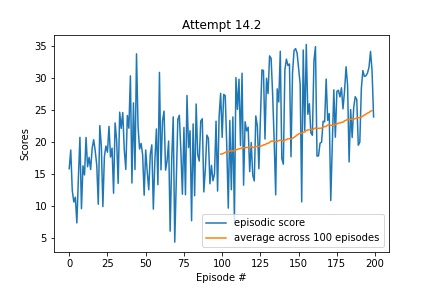 Attempt 14.2
35
30
25
20
15
10
5
Scores
0 25 50 75 100 125 150 175 200
Episode #
episodic score
average across 100 episodes